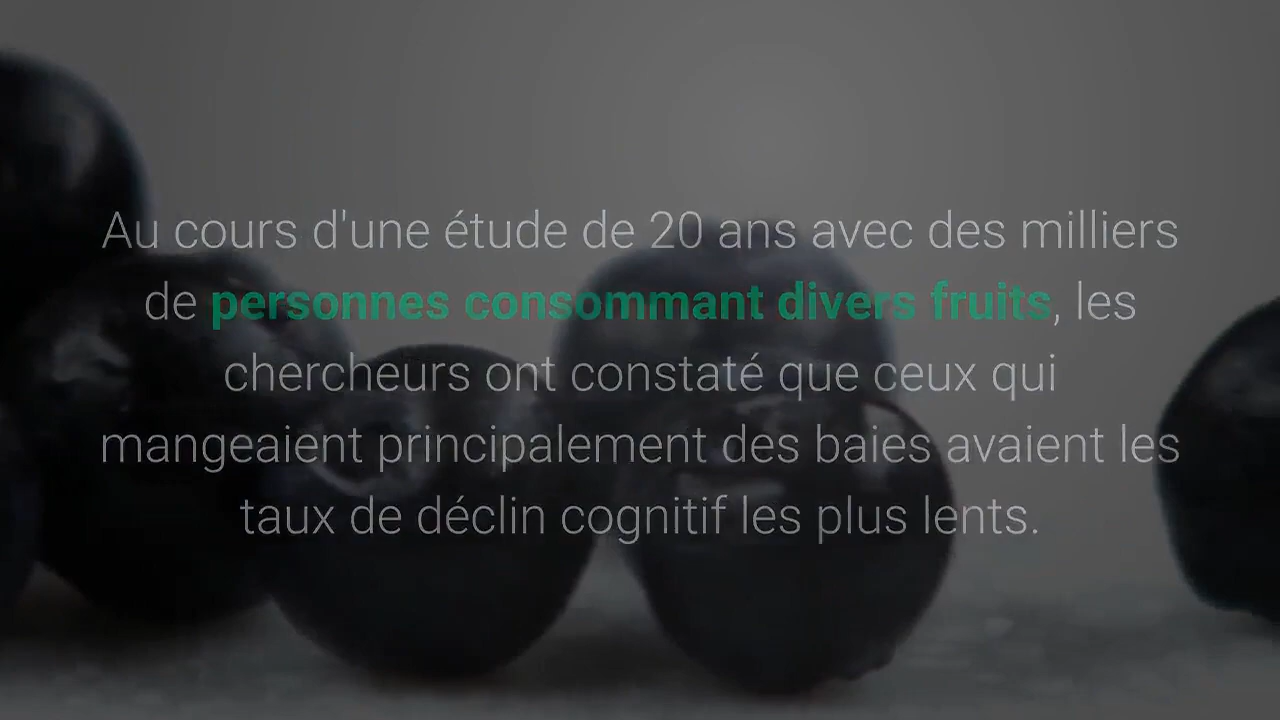 Au cours d'une étude de 20 ans avec des milliers
de personnes consommant divers fruits, les
chercheurs ont constaté que ceux qui
mangeaient principalement des baies avaient les
taux de déclin cognitif les plus lents.